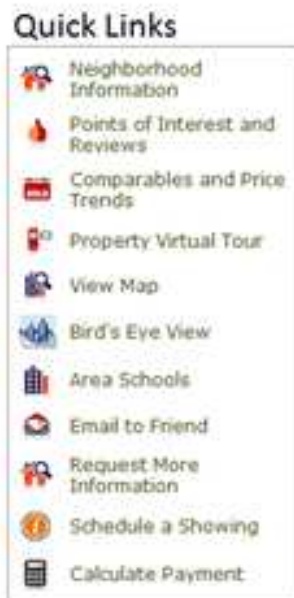 Quick Links
Neighborhood
Information
Points of Interest and
Reviews
Comparables and Price
Trends
Property Virtual Tour
View Map
Bird's Eye View
Area Schools
Email to Friend
Request More
Information
Schedule a Showing
Calculate Payment